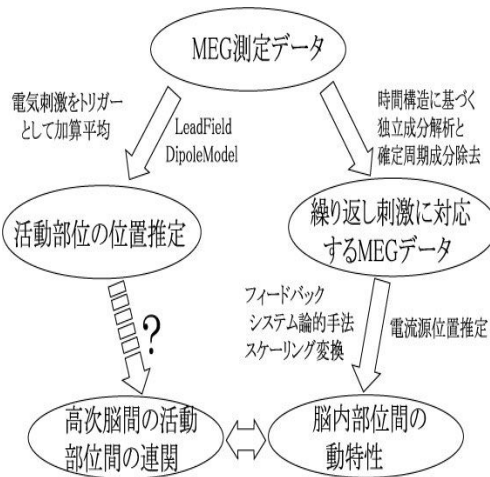 MEG測定データ
電気刺激をトリガー
として加算平均
LeadField
DipoleModel
時間構造に基づく
独立成分解析と
確定周期成分除去
活動部位の位置推定
繰り返し刺激に対応
するMEGデータ
?
フィードバック
システム論的手法
スケーリング変換
電流源位置推定
高次脳間の活動
部位間の連関
脳内部位間の
動特性